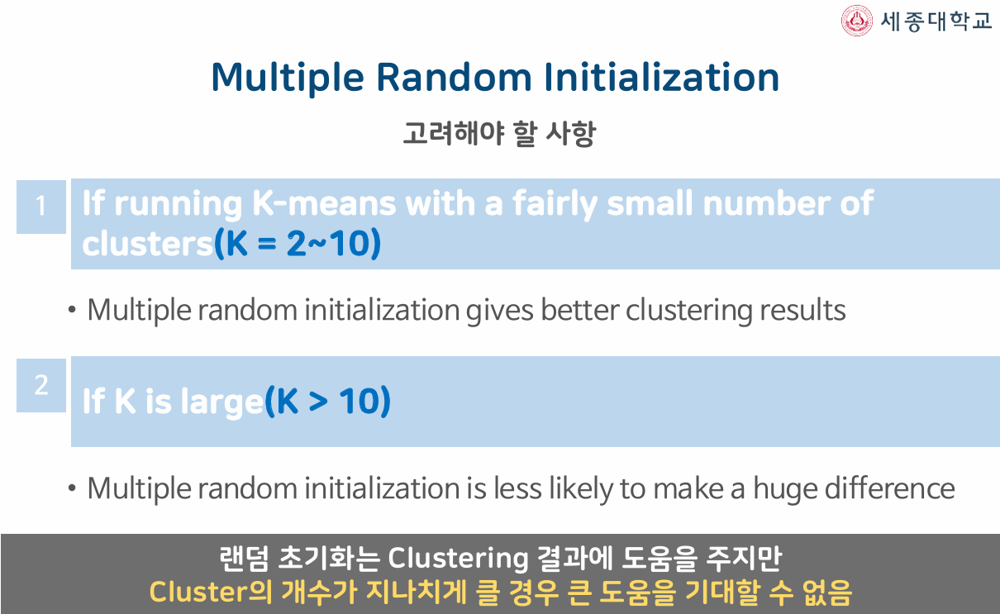 세종대학교
Multiple Random Initialization
고려해야 할 사항
1
If running K-means with a fairly small number of
clusters(K = 2~10)
• Multiple random initialization gives better clustering results
2
If K is large(K > 10)
• Multiple random initialization is less likely to make a huge difference
랜덤 초기화는 Clustering 결과에 도움을 주지만
Cluster의 개수가 지나치게 클 경우 큰 도움을 기대할 수 없음